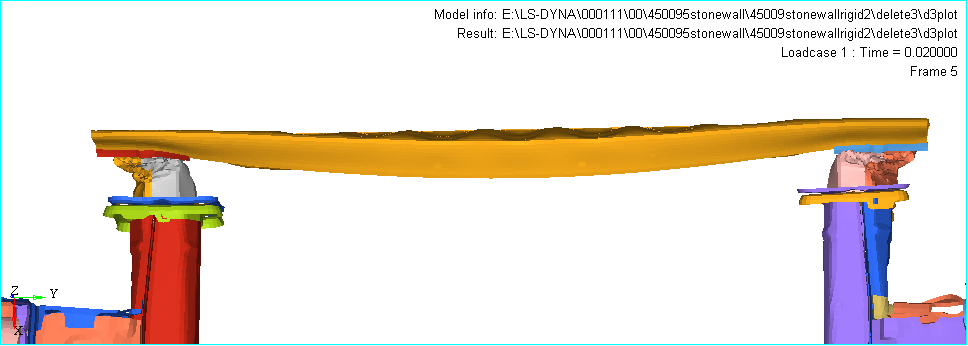 Model info: E:\LS-DYNA\000111\00\450095stonewall\45009stonewallrigid2\delete3\d3plot
Result: E:\LS-DYNA\000111\00\450095stonewall\45009stonewallrigid2\delete3\d3plot
Loadcase 1 : Time = 0.020000
Frame 5
Z
Y
X